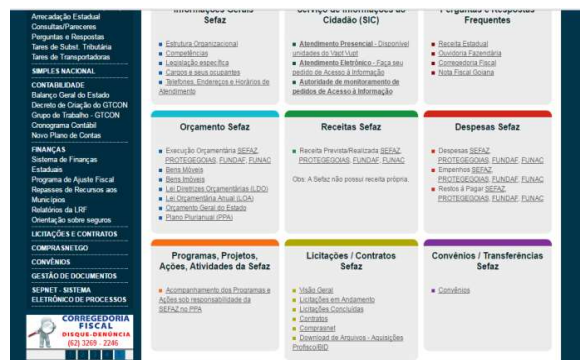 Arrecadação Estadual
Consultas/Pareceres
Perguntas e Respostas
Tares de Subst. Tributária
Tares de Transportadoras
SIMPLES NACIONAL
CONTABILIDADE
Balanço Geral do Estado
Decreto de Criação do GTCON
Grupo de Trabalho - GTCON
Cronograma Contábil
Novo Plano de Contas
FINANÇAS
Sistema de Finanças
Estaduais
Programa de Ajuste Fiscal
Repasses de Recursos aos
Municípios
Relatórios da LRF
Orientação sobre seguros
LICITAÇÕES E CONTRATOS
COMPRASNET.GO
CONVÊNIOS
GESTÃO DE DOCUMENTOS
SEPNET - SISTEMA
ELETRÔNICO DE PROCESSOS
CORREGEDORIA
FISCAL
DISQUE-DENÚNCIA
(62) 3269 - 2246
Informações Gerais
Sefaz
Estrutura Organizacional
Competências
Legislação específica
Cargos e seus ocupantes
Telefones, Endereços e Horários de
Atendimento
Serviço de Informações ao
Cidadão (SIC)
Atendimento Presencial - Disponível
unidades do Vapt Vupt
Atendimento Eletrônico - Faça seu
pedido de Acesso à Informação
Autoridade de monitoramento de
pedidos de Acesso à Informação
Perguntas e Respostas
Frequentes
Receita Estadual
Ouvidoria Fazendária
Corregedoria Fiscal
Nota Fiscal Goiana
Orçamento Sefaz
Execução Orçamentária SEFAZ,
PROTEGEGOIAS, FUNDAF, FUNAC
Bens Móveis
Bens Imóveis
Lei Diretrizes Orçamentárias (LDO)
Lei Orçamentária Anual (LOA)
Orçamento Geral do Estado
Plano Plurianual (PPA)
Receitas Sefaz
Receita Prevista/Realizada SEFAZ,
PROTEGEGOIAS, FUNDAF, FUNAC
Obs: A Sefaz não possui receita própria.
Despesas Sefaz
Despesas SEFAZ,
PROTEGEGOIAS, FUNDAF, FUNAC
Empenhos SEFAZ,
PROTEGEGOIAS, FUNDAF, FUNAC
Restos à Pagar SEFAZ,
PROTEGEGOIAS, FUNDAF, FUNAC
Programas, Projetos,
Ações, Atividades da Sefaz
Acompanhamento dos Programas e
Ações sob responsabilidade da
SEFAZ no PPA
Licitações / Contratos
Sefaz
Visão Geral
Licitações em Andamento
Licitações Concluídas
Contratos
Comprasnet
Download de Arquivos - Aquisições
Profisco/BID
Convênios / Transferências
Sefaz
Convênios